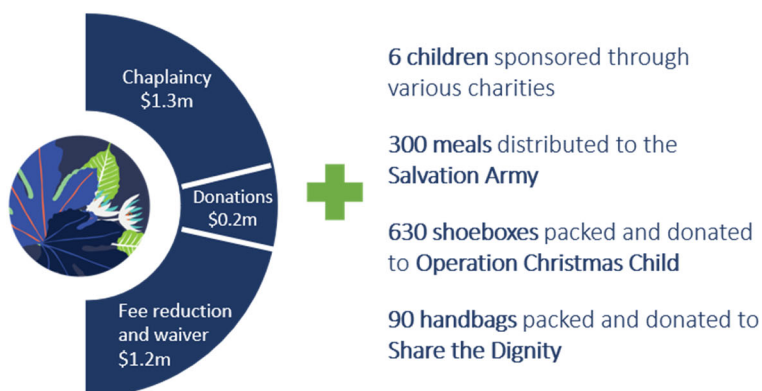 Chaplaincy
$1.3m
Donations
$0.2m
Fee reduction
and waiver
$1.2m
6 children sponsored through
various charities
300 meals distributed to the
Salvation Army
630 shoeboxes packed and donated
to Operation Christmas Child
90 handbags packed and donated to
Share the Dignity